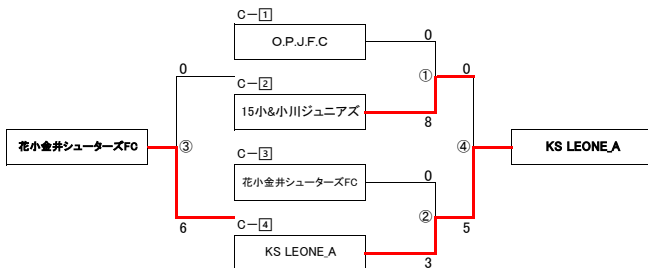 C－1
O.P.J.F.C
0
0
0
①
C－2
15小&小川ジュニアズ
8
花小金井シューターズFC
③
④
KS LEONE_A
C－3
花小金井シューターズFC
0
②
C－4
6
5
KS LEONE_A
3